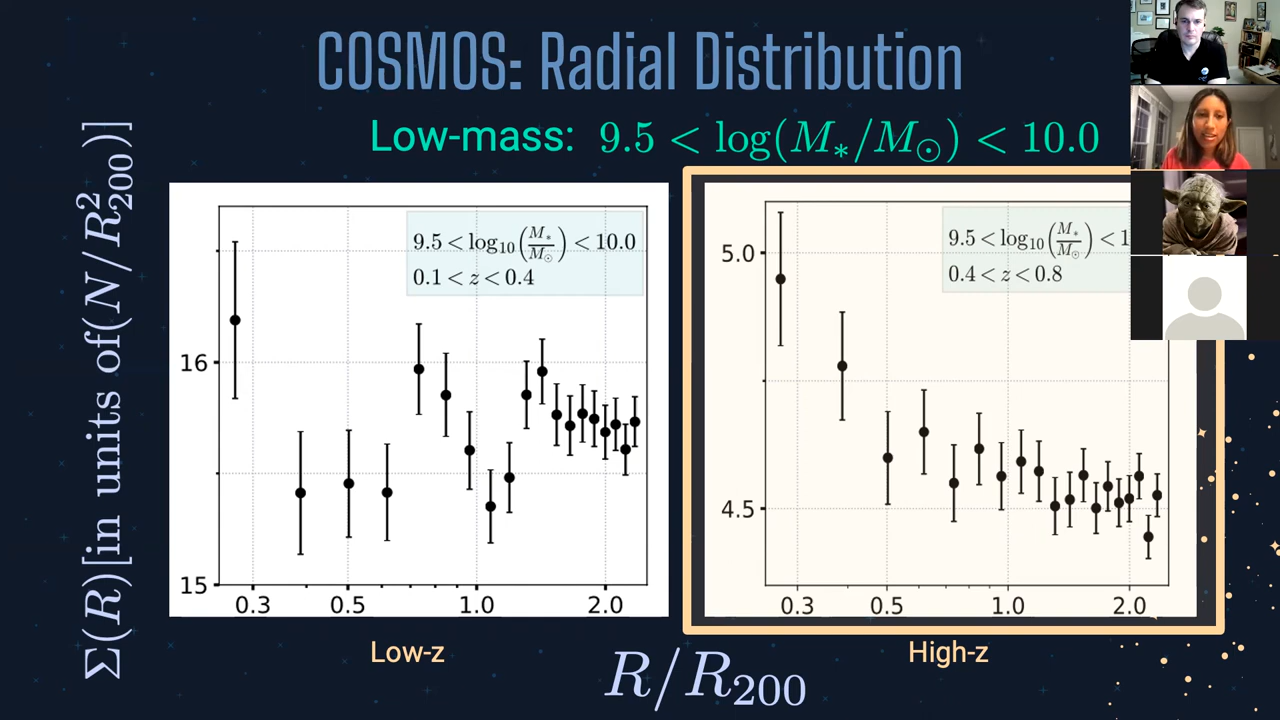 COSMOS: Radial Distribution
Low-mass: 9.5 < log(M*/M☉) < 10.0
Σ(R)[in units of(N/R²₂₀₀)]
9.5 < log₁₀(M*/M☉) < 10.0
0.1 < z < 0.4
16
15
0.3 0.5 1.0 2.0
Low-z
9.5 < log₁₀(M*/M☉) < 1
0.4 < z < 0.8
5.0
4.5
0.3 0.5 1.0 2.0
High-z
R/R₂₀₀